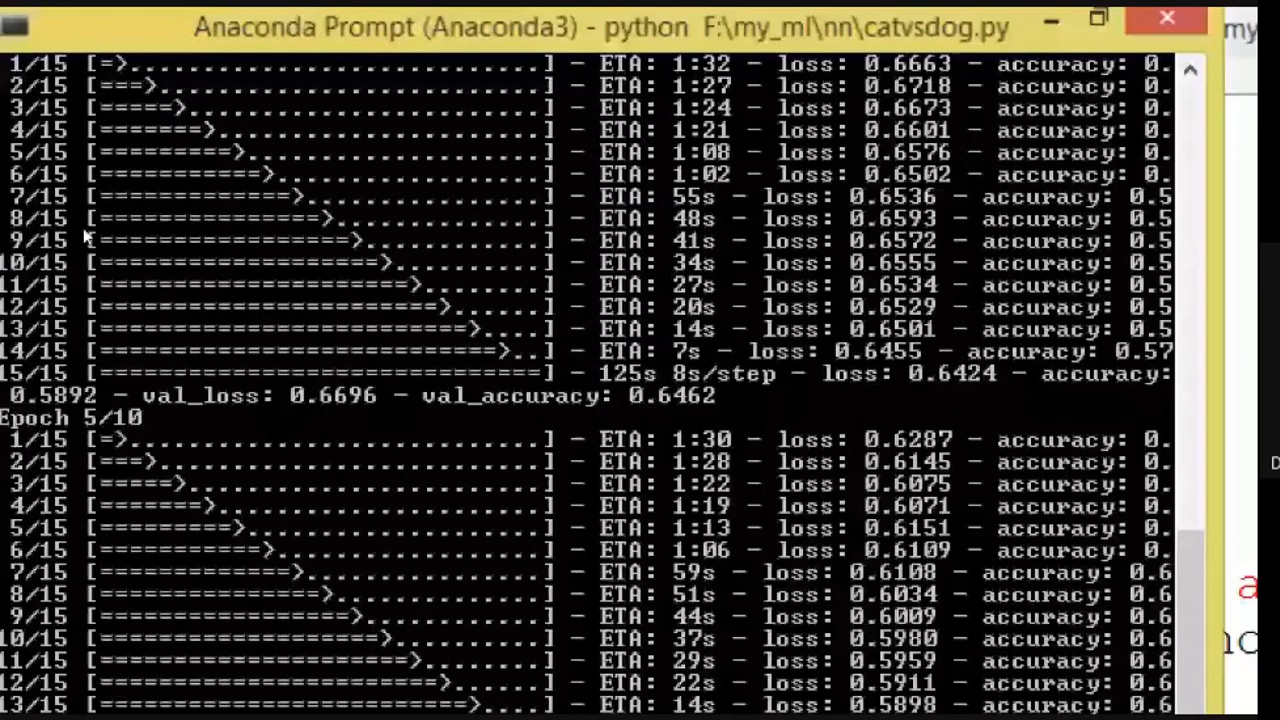 Anaconda Prompt (Anaconda3) - python F:\my_ml\nn\catvsdog.py
my
1/15 [=>............................] - ETA: 1:32 - loss: 0.6663 - accuracy: 0.
2/15 [===>..........................] - ETA: 1:27 - loss: 0.6718 - accuracy: 0.
3/15 [=====>........................] - ETA: 1:24 - loss: 0.6673 - accuracy: 0.
4/15 [=======>......................] - ETA: 1:21 - loss: 0.6601 - accuracy: 0.
5/15 [=========>....................] - ETA: 1:08 - loss: 0.6576 - accuracy: 0.
6/15 [===========>..................] - ETA: 1:02 - loss: 0.6502 - accuracy: 0.
7/15 [=============>................] - ETA: 55s - loss: 0.6536 - accuracy: 0.5
8/15 [===============>..............] - ETA: 48s - loss: 0.6593 - accuracy: 0.5
9/15 [=================>............] - ETA: 41s - loss: 0.6572 - accuracy: 0.5
10/15 [===================>..........] - ETA: 34s - loss: 0.6555 - accuracy: 0.5
11/15 [=====================>........] - ETA: 27s - loss: 0.6534 - accuracy: 0.5
12/15 [=======================>......] - ETA: 20s - loss: 0.6529 - accuracy: 0.5
13/15 [=========================>....] - ETA: 14s - loss: 0.6501 - accuracy: 0.5
14/15 [===========================>..] - ETA: 7s - loss: 0.6455 - accuracy: 0.57
15/15 [==============================] - 125s 8s/step - loss: 0.6424 - accuracy:
0.5892 - val_loss: 0.6696 - val_accuracy: 0.6462
Epoch 5/10
1/15 [=>............................] - ETA: 1:30 - loss: 0.6287 - accuracy: 0.
2/15 [===>..........................] - ETA: 1:28 - loss: 0.6145 - accuracy: 0.
3/15 [=====>........................] - ETA: 1:22 - loss: 0.6075 - accuracy: 0.
4/15 [=======>......................] - ETA: 1:19 - loss: 0.6071 - accuracy: 0.
5/15 [=========>....................] - ETA: 1:13 - loss: 0.6151 - accuracy: 0.
6/15 [===========>..................] - ETA: 1:06 - loss: 0.6109 - accuracy: 0.
7/15 [=============>................] - ETA: 59s - loss: 0.6108 - accuracy: 0.6
8/15 [===============>..............] - ETA: 51s - loss: 0.6034 - accuracy: 0.6
9/15 [=================>............] - ETA: 44s - loss: 0.6009 - accuracy: 0.6
10/15 [===================>..........] - ETA: 37s - loss: 0.5980 - accuracy: 0.6
11/15 [=====================>........] - ETA: 29s - loss: 0.5959 - accuracy: 0.6
12/15 [=======================>......] - ETA: 22s - loss: 0.5911 - accuracy: 0.6
13/15 [=========================>....] - ETA: 14s - loss: 0.5898 - accuracy: 0.6